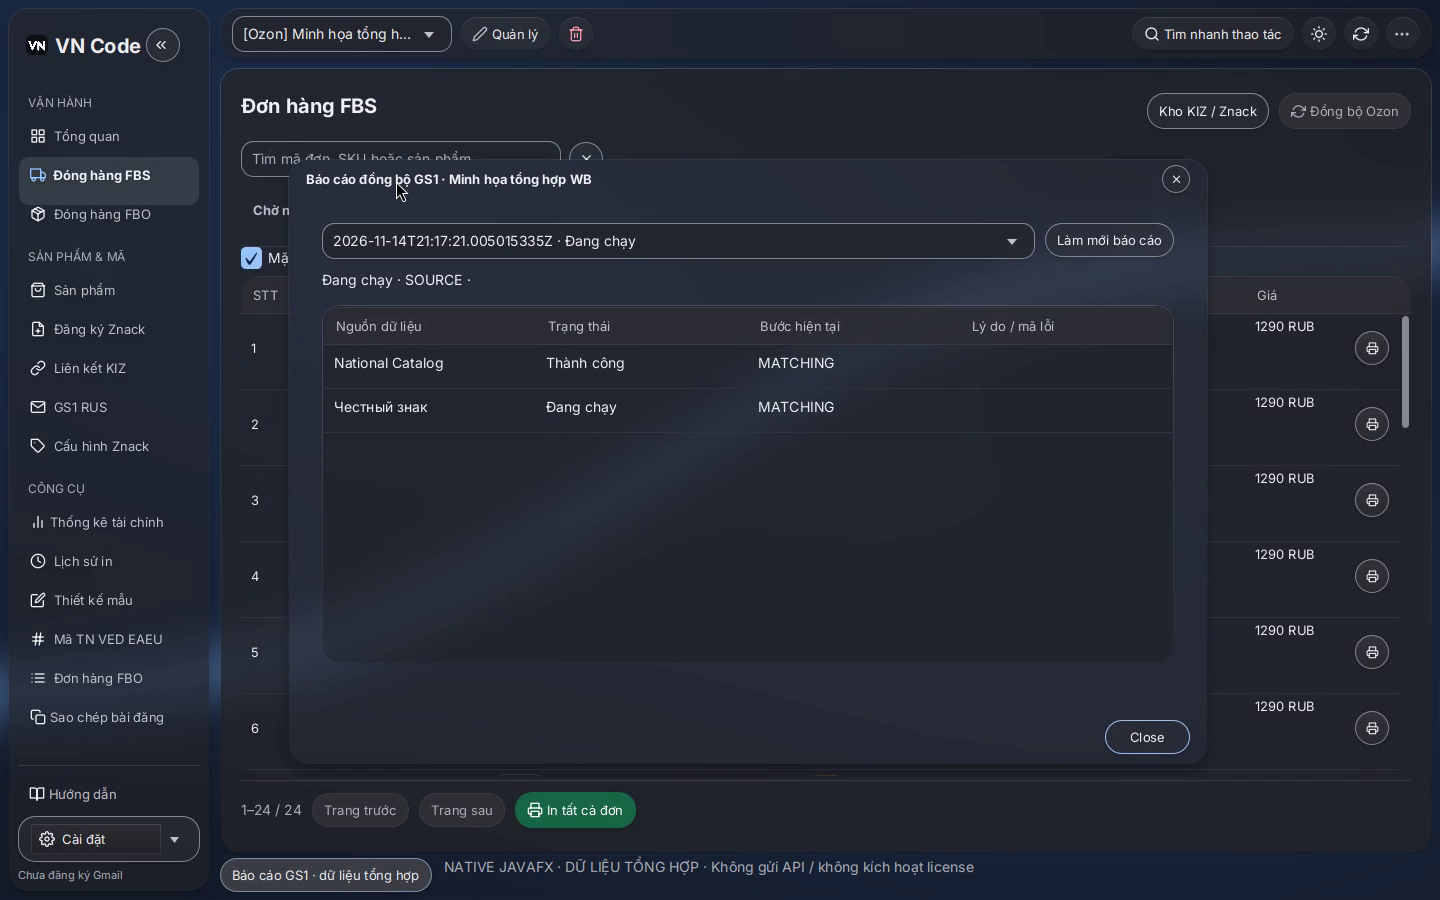 VN VN Code
VẬN HÀNH
Tổng quan
Đóng hàng FBS
Đóng hàng FBO
SẢN PHẨM & MÃ
Sản phẩm
Đăng ký Znack
Liên kết KIZ
GS1 RUS
Cấu hình Znack
CÔNG CỤ
Thống kê tài chính
Lịch sử in
Thiết kế mẫu
Mã TN VED EAEU
Đơn hàng FBO
Sao chép bài đăng
Hướng dẫn
Cài đặt
Chưa đăng ký Gmail
[Ozon] Minh họa tổng h...
Quản lý
Tìm nhanh thao tác
Đơn hàng FBS
Kho KIZ / Znack
Đồng bộ Ozon
Tìm mã đơn, SKU hoặc sản phẩm
Báo cáo đồng bộ GS1 · Minh họa tổng hợp WB
Chờ
2026-11-14T21:17:21.005015335Z · Đang chạy
Làm mới báo cáo
Đang chạy · SOURCE ·
STT
Giá
Nguồn dữ liệu
Trạng thái
Bước hiện tại
Lý do / mã lỗi
National Catalog
Thành công
MATCHING
Честный знак
Đang chạy
MATCHING
1
1290 RUB
2
1290 RUB
3
1290 RUB
4
1290 RUB
5
1290 RUB
6
1290 RUB
Close
1–24 / 24
Trang trước
Trang sau
In tất cả đơn
Báo cáo GS1 · dữ liệu tổng hợp
NATIVE JAVAFX · DỮ LIỆU TỔNG HỢP · Không gửi API / không kích hoạt license